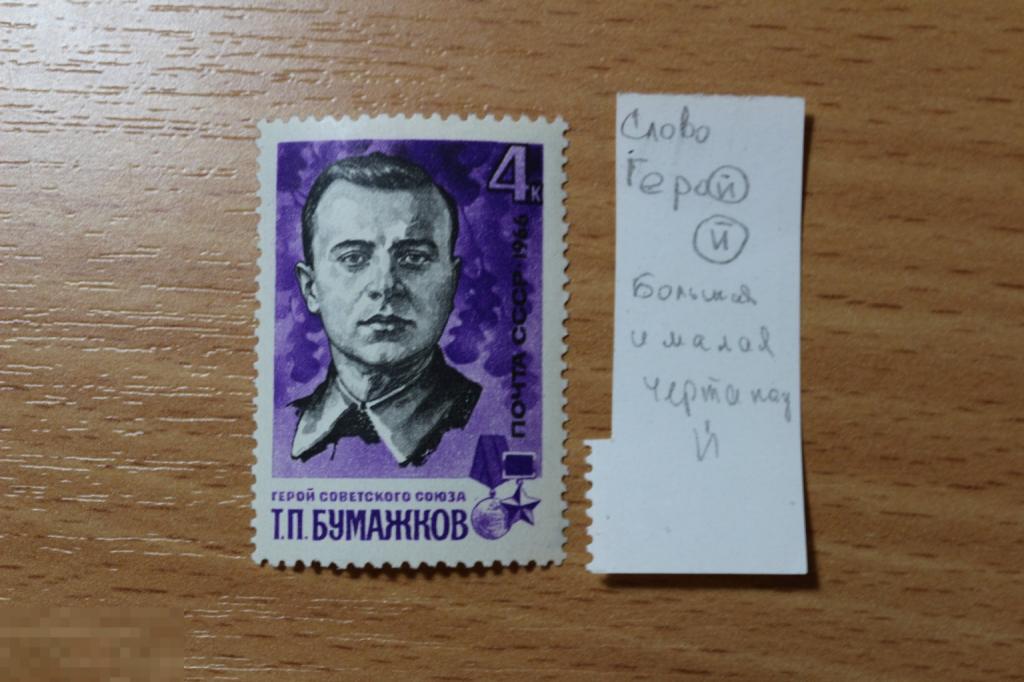 4к
ПОЧТА СССР 1966
ГЕРОЙ СОВЕТСКОГО СОЮЗА
Т.П. БУМАЖКОВ
Слово
Герой
й
Большая
и малая
черта над
Й